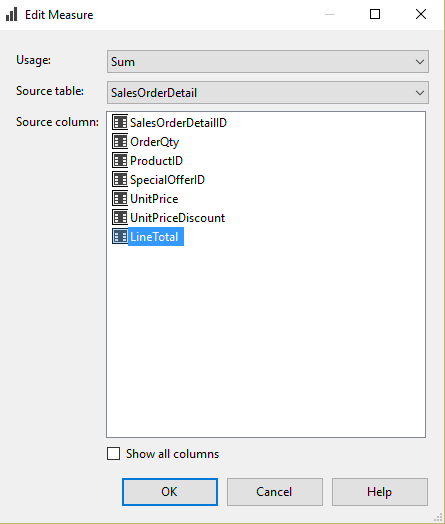 Edit Measure
Usage: Sum
Source table: SalesOrderDetail
Source column: SalesOrderDetailID
OrderQty
ProductID
SpecialOfferID
UnitPrice
UnitPriceDiscount
LineTotal
Show all columns
OK Cancel Help